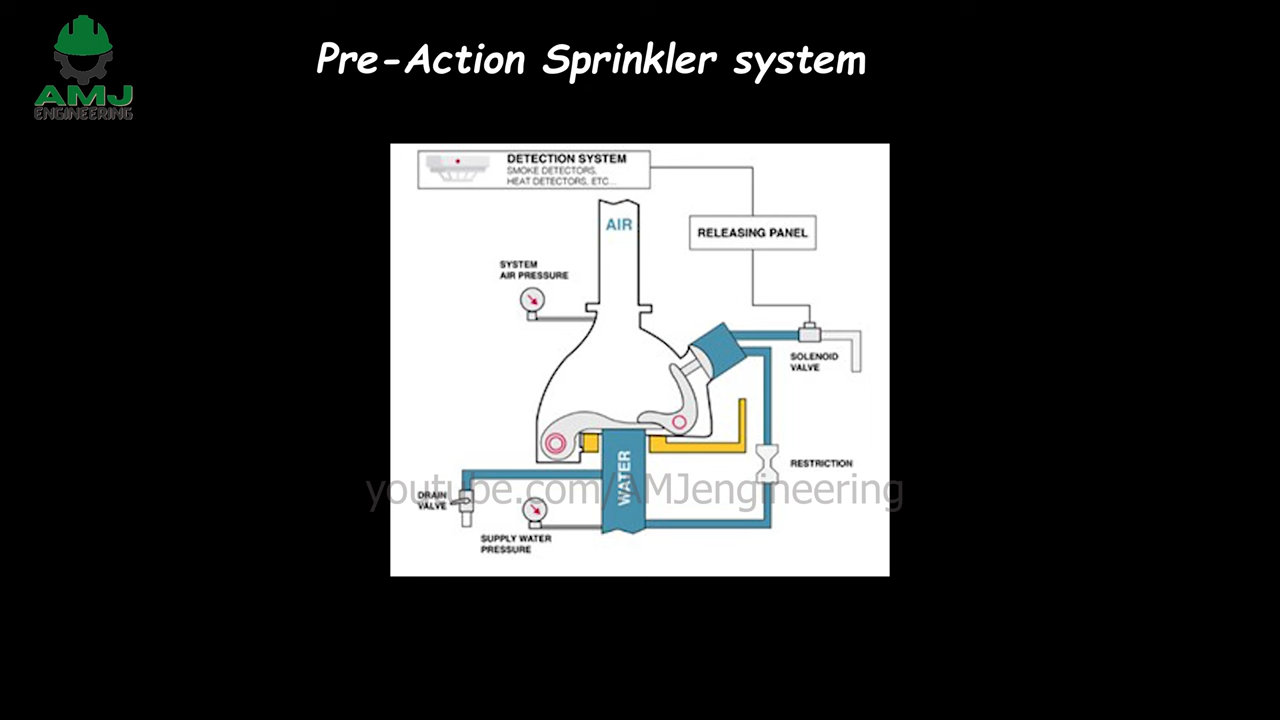 Pre-Action Sprinkler system
AMJ
ENGINEERING
DETECTION SYSTEM
SMOKE DETECTORS,
HEAT DETECTORS, ETC...
AIR
RELEASING PANEL
SYSTEM
AIR PRESSURE
SOLENOID
VALVE
RESTRICTION
WATER
youtube.com/AMJengineering
DRAIN
VALVE
SUPPLY WATER
PRESSURE